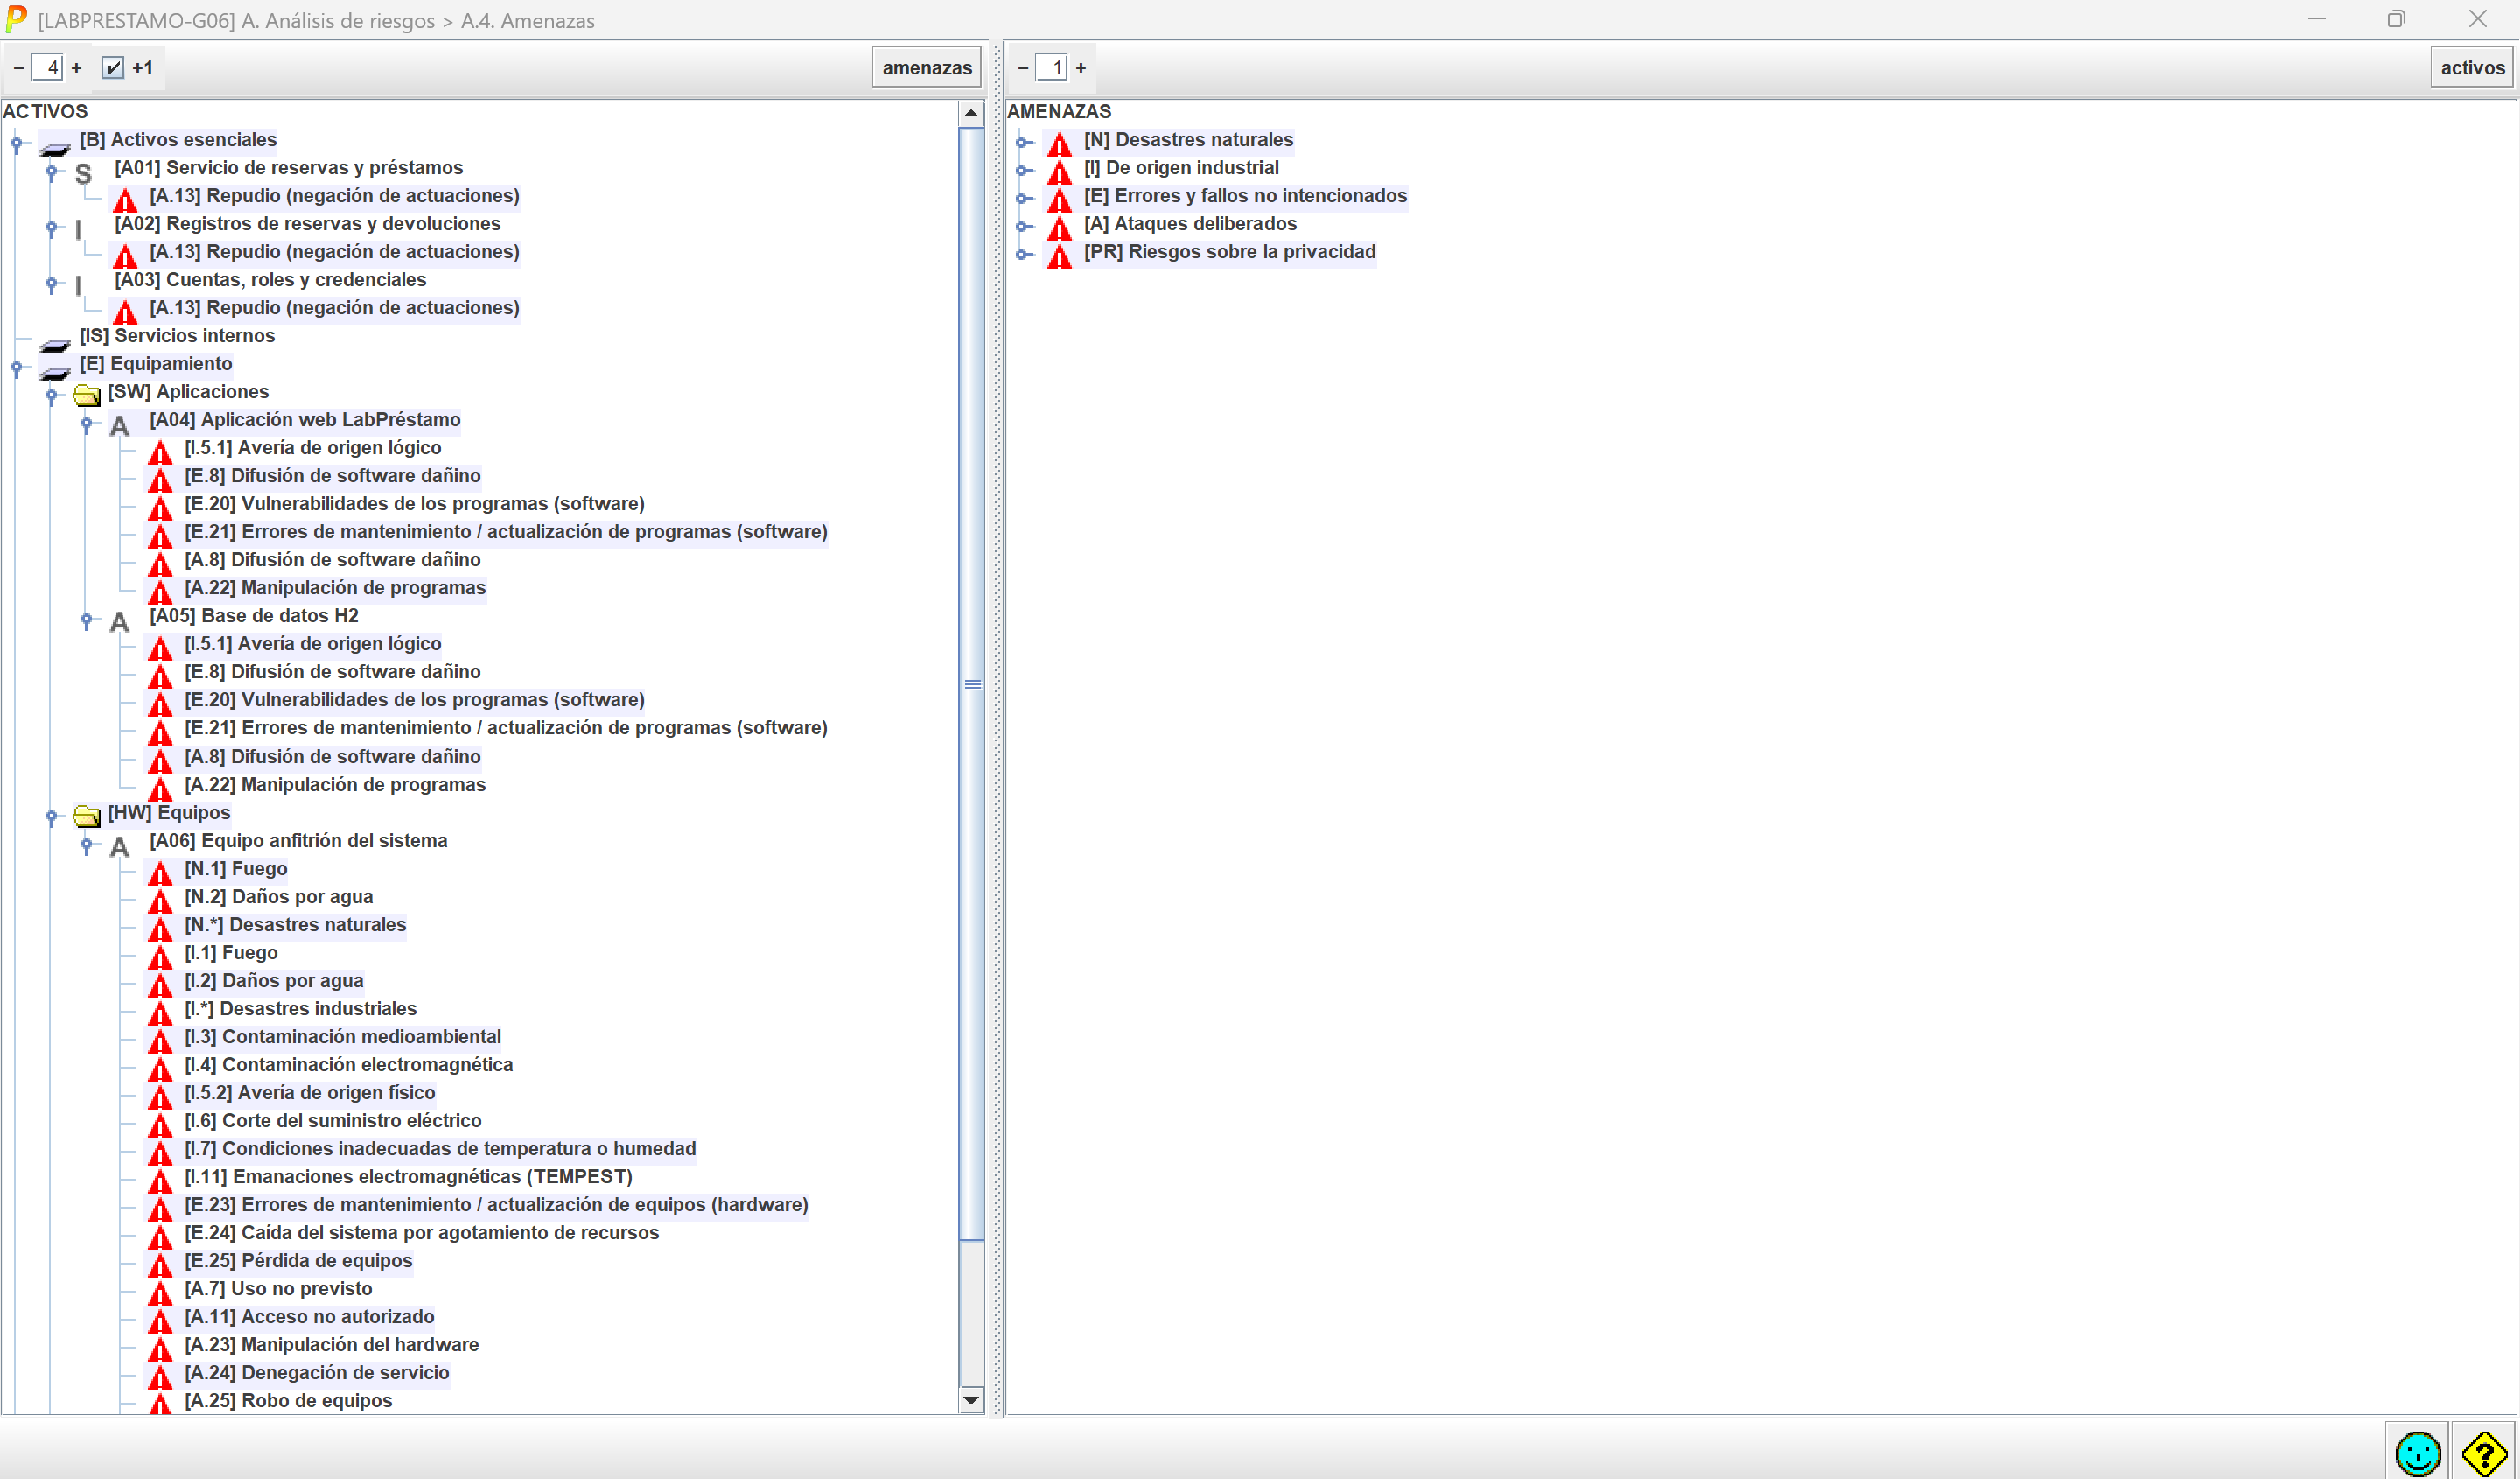 [LABPRESTAMO-G06] A. Análisis de riesgos > A.4. Amenazas
- 4 + +1 amenazas
ACTIVOS
[B] Activos esenciales
S [A01] Servicio de reservas y préstamos
[A.13] Repudio (negación de actuaciones)
I [A02] Registros de reservas y devoluciones
[A.13] Repudio (negación de actuaciones)
I [A03] Cuentas, roles y credenciales
[A.13] Repudio (negación de actuaciones)
[IS] Servicios internos
[E] Equipamiento
[SW] Aplicaciones
A [A04] Aplicación web LabPréstamo
[I.5.1] Avería de origen lógico
[E.8] Difusión de software dañino
[E.20] Vulnerabilidades de los programas (software)
[E.21] Errores de mantenimiento / actualización de programas (software)
[A.8] Difusión de software dañino
[A.22] Manipulación de programas
A [A05] Base de datos H2
[I.5.1] Avería de origen lógico
[E.8] Difusión de software dañino
[E.20] Vulnerabilidades de los programas (software)
[E.21] Errores de mantenimiento / actualización de programas (software)
[A.8] Difusión de software dañino
[A.22] Manipulación de programas
[HW] Equipos
A [A06] Equipo anfitrión del sistema
[N.1] Fuego
[N.2] Daños por agua
[N.*] Desastres naturales
[I.1] Fuego
[I.2] Daños por agua
[I.*] Desastres industriales
[I.3] Contaminación medioambiental
[I.4] Contaminación electromagnética
[I.5.2] Avería de origen físico
[I.6] Corte del suministro eléctrico
[I.7] Condiciones inadecuadas de temperatura o humedad
[I.11] Emanaciones electromagnéticas (TEMPEST)
[E.23] Errores de mantenimiento / actualización de equipos (hardware)
[E.24] Caída del sistema por agotamiento de recursos
[E.25] Pérdida de equipos
[A.7] Uso no previsto
[A.11] Acceso no autorizado
[A.23] Manipulación del hardware
[A.24] Denegación de servicio
[A.25] Robo de equipos
- 1 + activos
AMENAZAS
[N] Desastres naturales
[I] De origen industrial
[E] Errores y fallos no intencionados
[A] Ataques deliberados
[PR] Riesgos sobre la privacidad